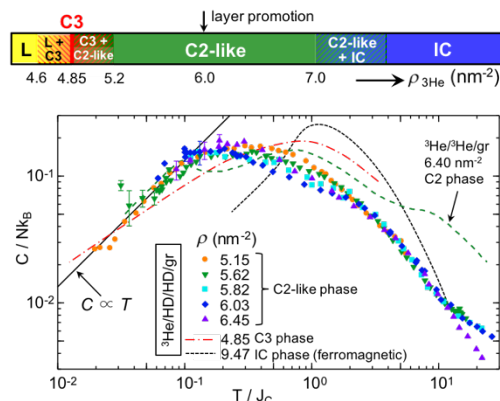 C3
layer promotion
L
L + C3
C3 + C2-like
C2-like
C2-like + IC
IC
4.6 4.85 5.2 6.0 7.0 ρ3He (nm-2)
C / NkB
10-1
10-2
3He/3He/gr
6.40 nm-2
C2 phase
C ∝ T
3He/HD/HD/gr
ρ (nm-2)
5.15
5.62
5.82
6.03
6.45
C2-like phase
4.85 C3 phase
9.47 IC phase (ferromagnetic)
10-2 10-1 100 101
T / JC